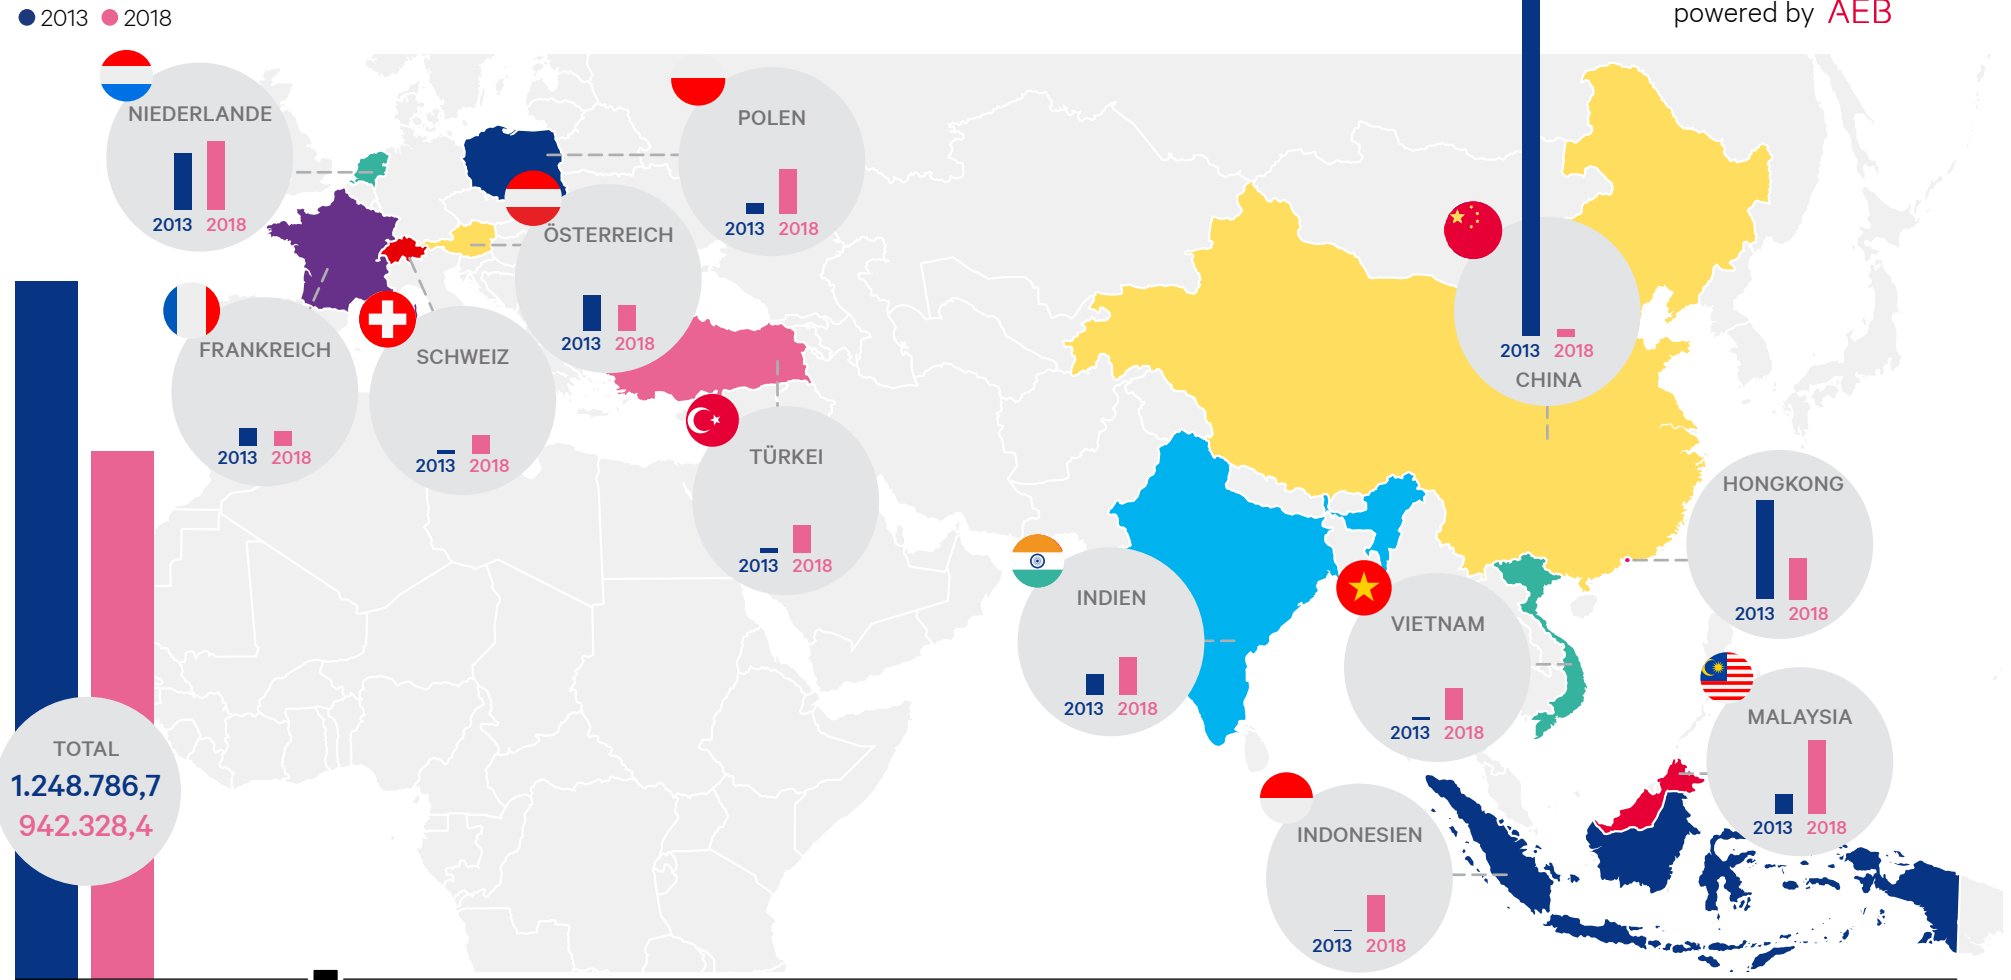 2013 2018
powered by AEB
NIEDERLANDE
2013 2018
POLEN
2013 2018
ÖSTERREICH
2013 2018
FRANKREICH
2013 2018
SCHWEIZ
2013 2018
TÜRKEI
2013 2018
2013 2018
CHINA
HONGKONG
2013 2018
INDIEN
2013 2018
VIETNAM
2013 2018
MALAYSIA
2013 2018
INDONESIEN
2013 2018
TOTAL
1.248.786,7
942.328,4